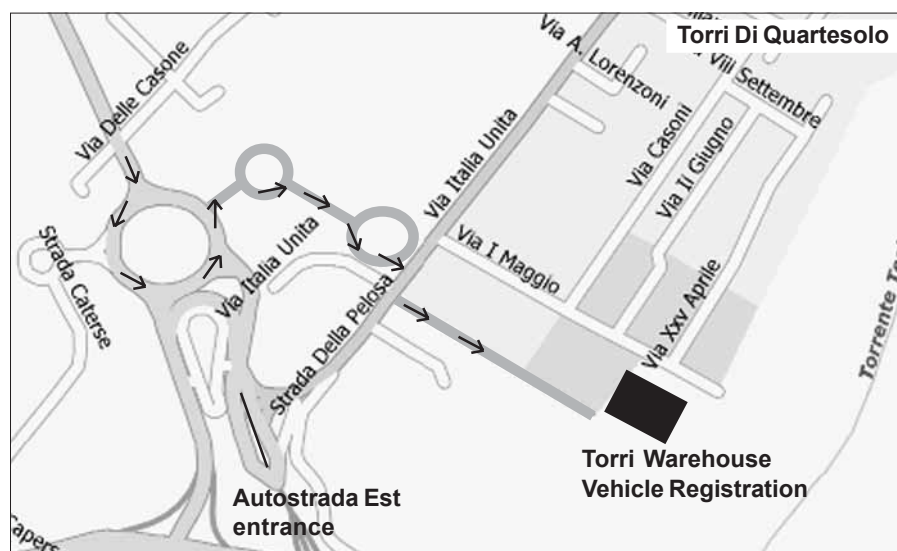 Torri Di Quartesolo
Via Viii Settembre
Via A. Lorenzoni
Via Delle Casone
Via Casoni
Via Ii Giugno
Via Italia Unita
Via Italia Unita
Via I Maggio
Strada Caterse
Via Xxv Aprile
Strada Della Pelosa
Torrente
Torri Warehouse
Vehicle Registration
Autostrada Est
entrance
Capers